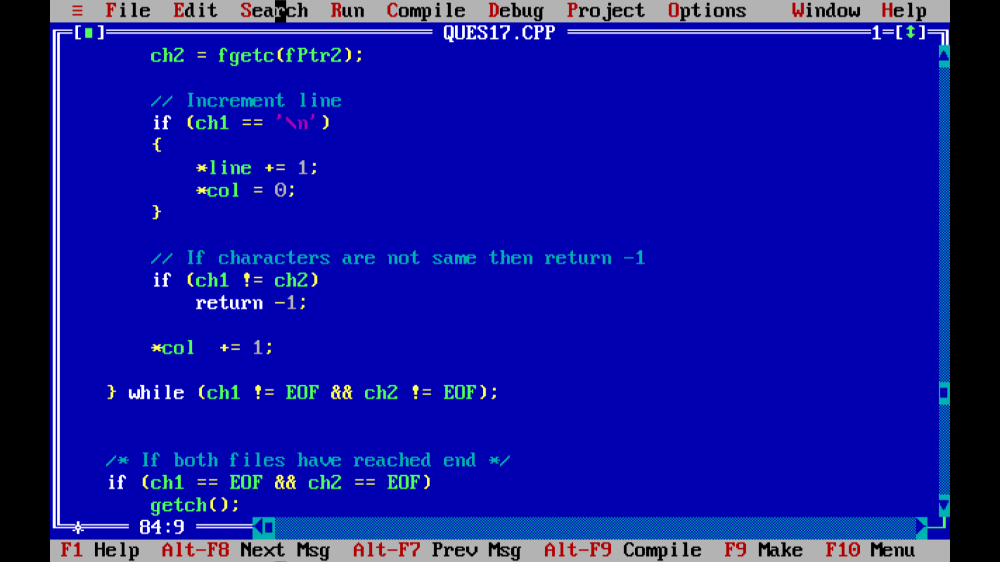 ≡ File Edit Search Run Compile Debug Project Options Window Help
[■] QUES17.CPP 1=[↕]
ch2 = fgetc(fPtr2);
// Increment line
if (ch1 == '\n')
{
*line += 1;
*col = 0;
}
// If characters are not same then return -1
if (ch1 != ch2)
return -1;
*col  += 1;
} while (ch1 != EOF && ch2 != EOF);
/* If both files have reached end */
if (ch1 == EOF && ch2 == EOF)
getch();
84:9
F1 Help Alt-F8 Next Msg Alt-F7 Prev Msg Alt-F9 Compile F9 Make F10 Menu